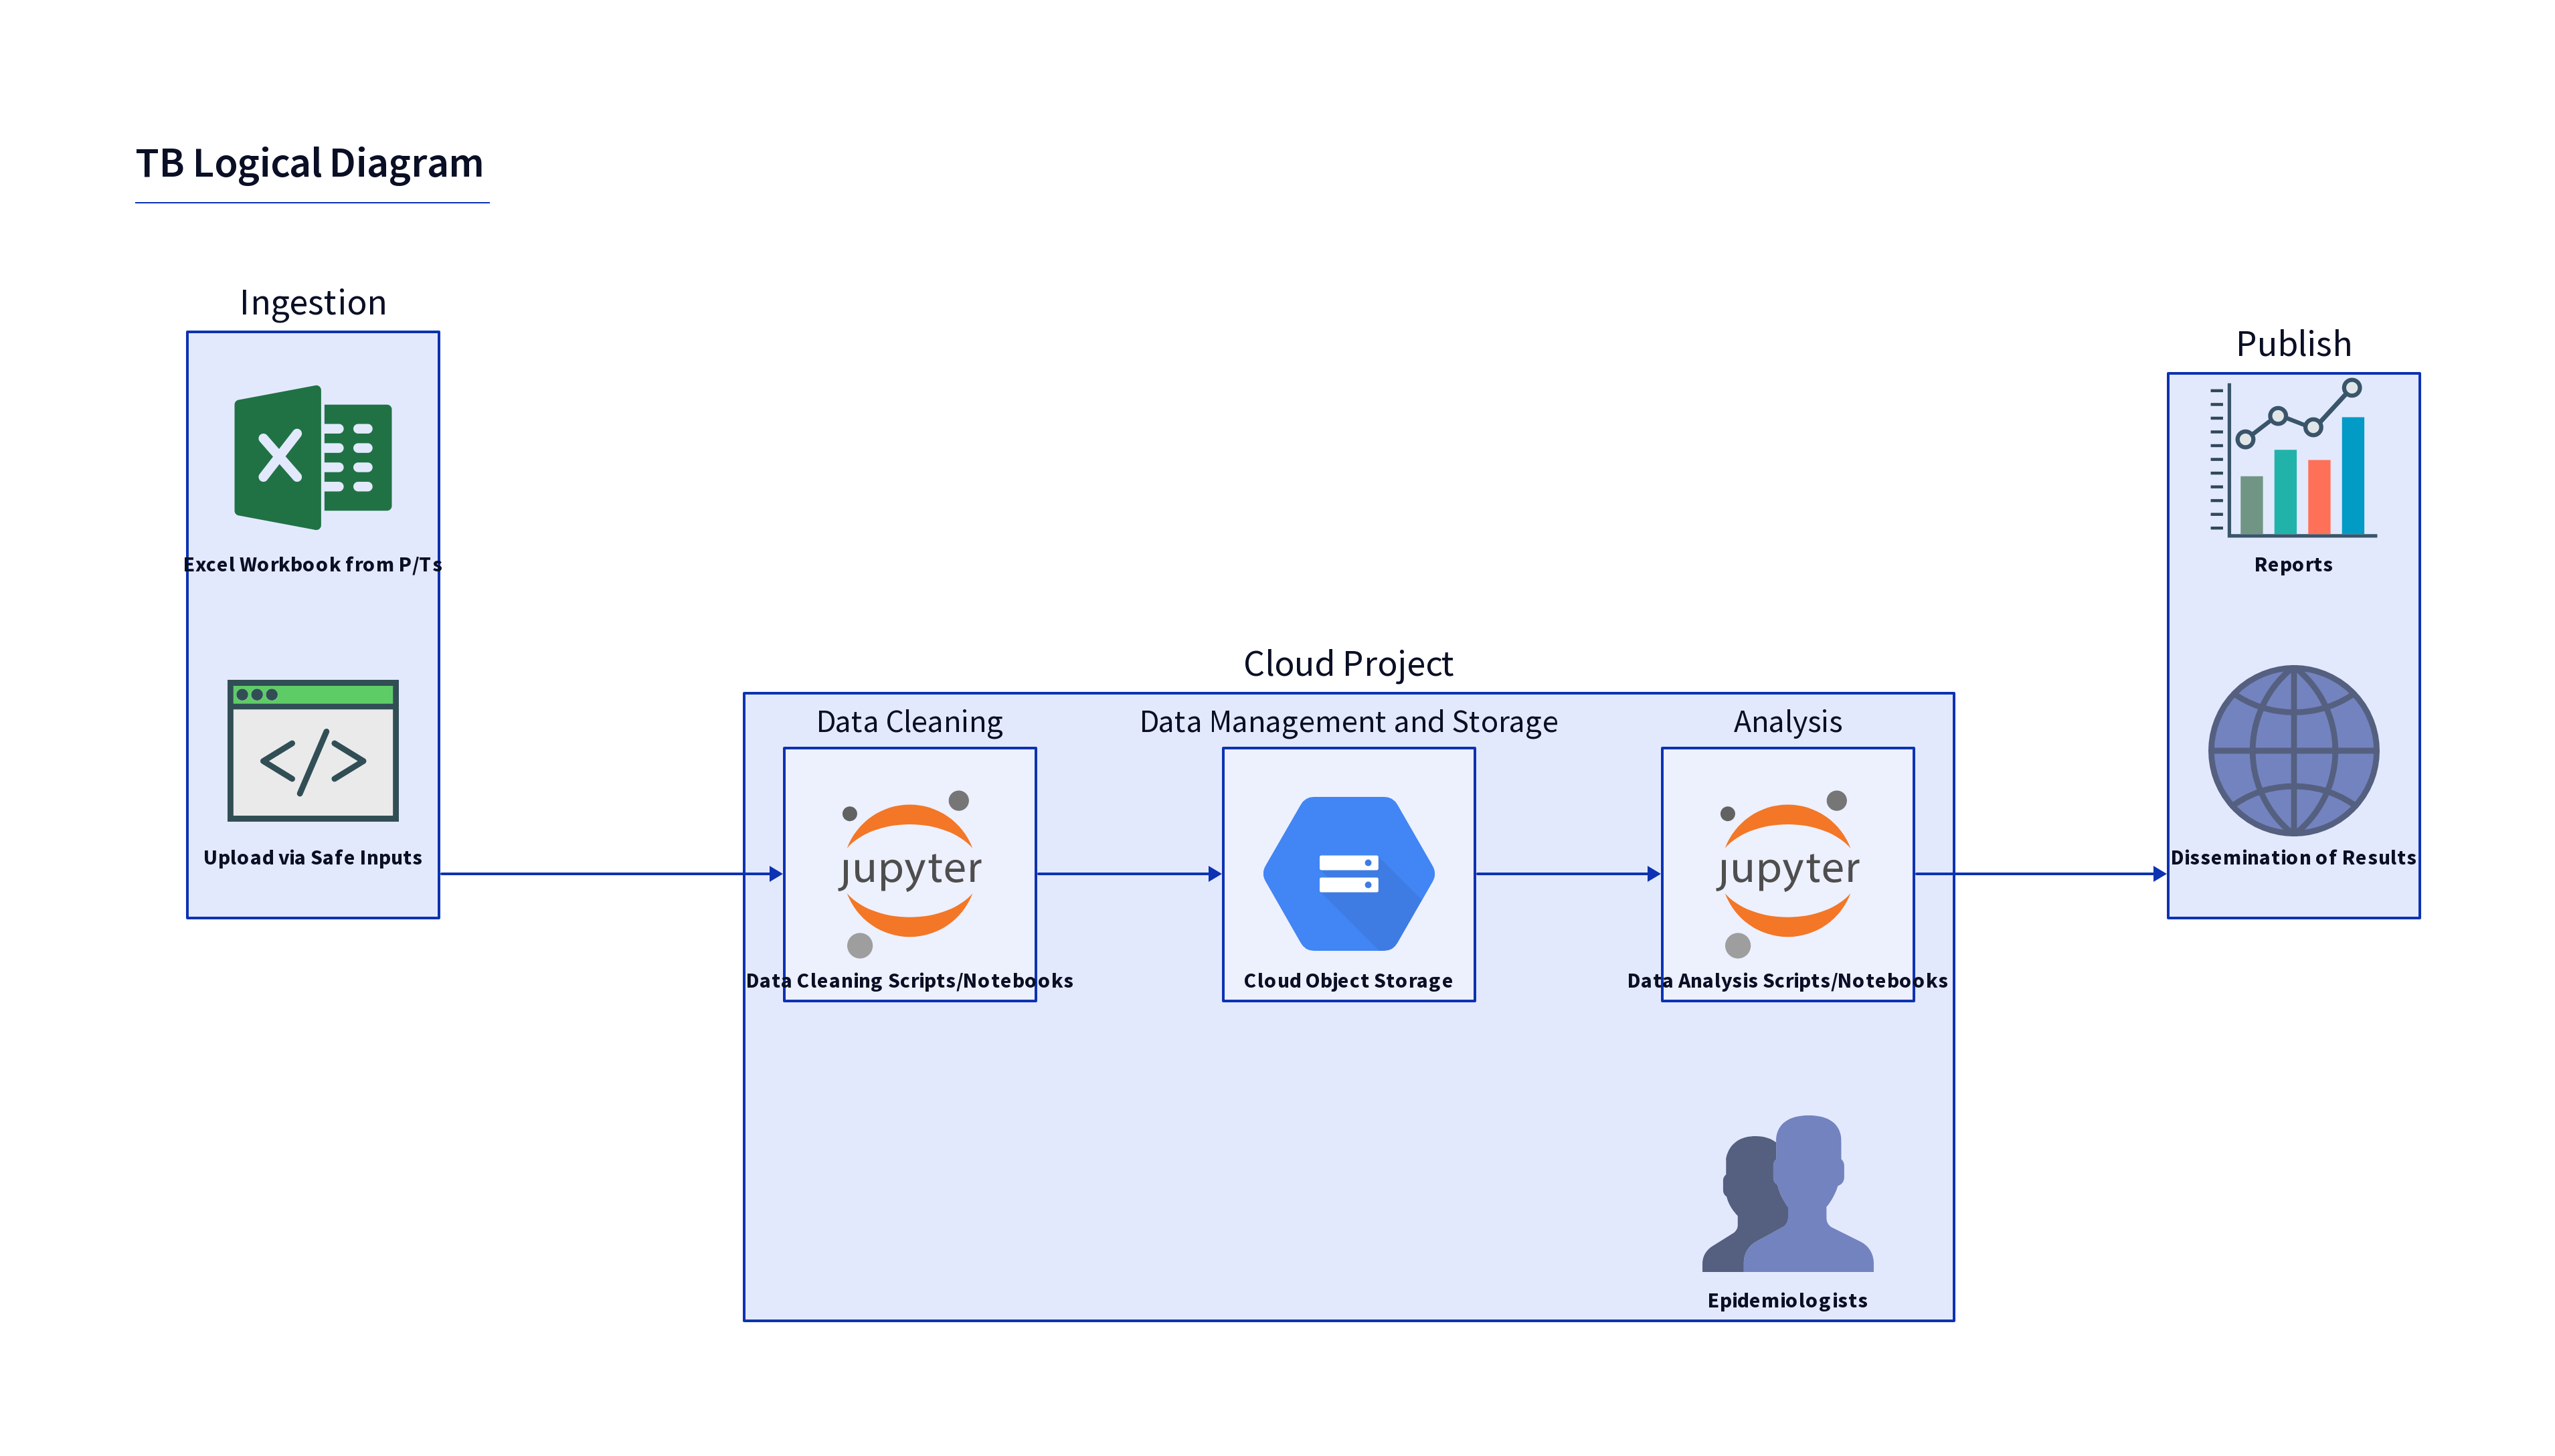 TB Logical Diagram
Ingestion
Excel Workbook from P/Ts
</>
Upload via Safe Inputs
Cloud Project
Data Cleaning
jupyter
Data Cleaning Scripts/Notebooks
Data Management and Storage
Cloud Object Storage
Analysis
jupyter
Data Analysis Scripts/Notebooks
Epidemiologists
Publish
Reports
Dissemination of Results